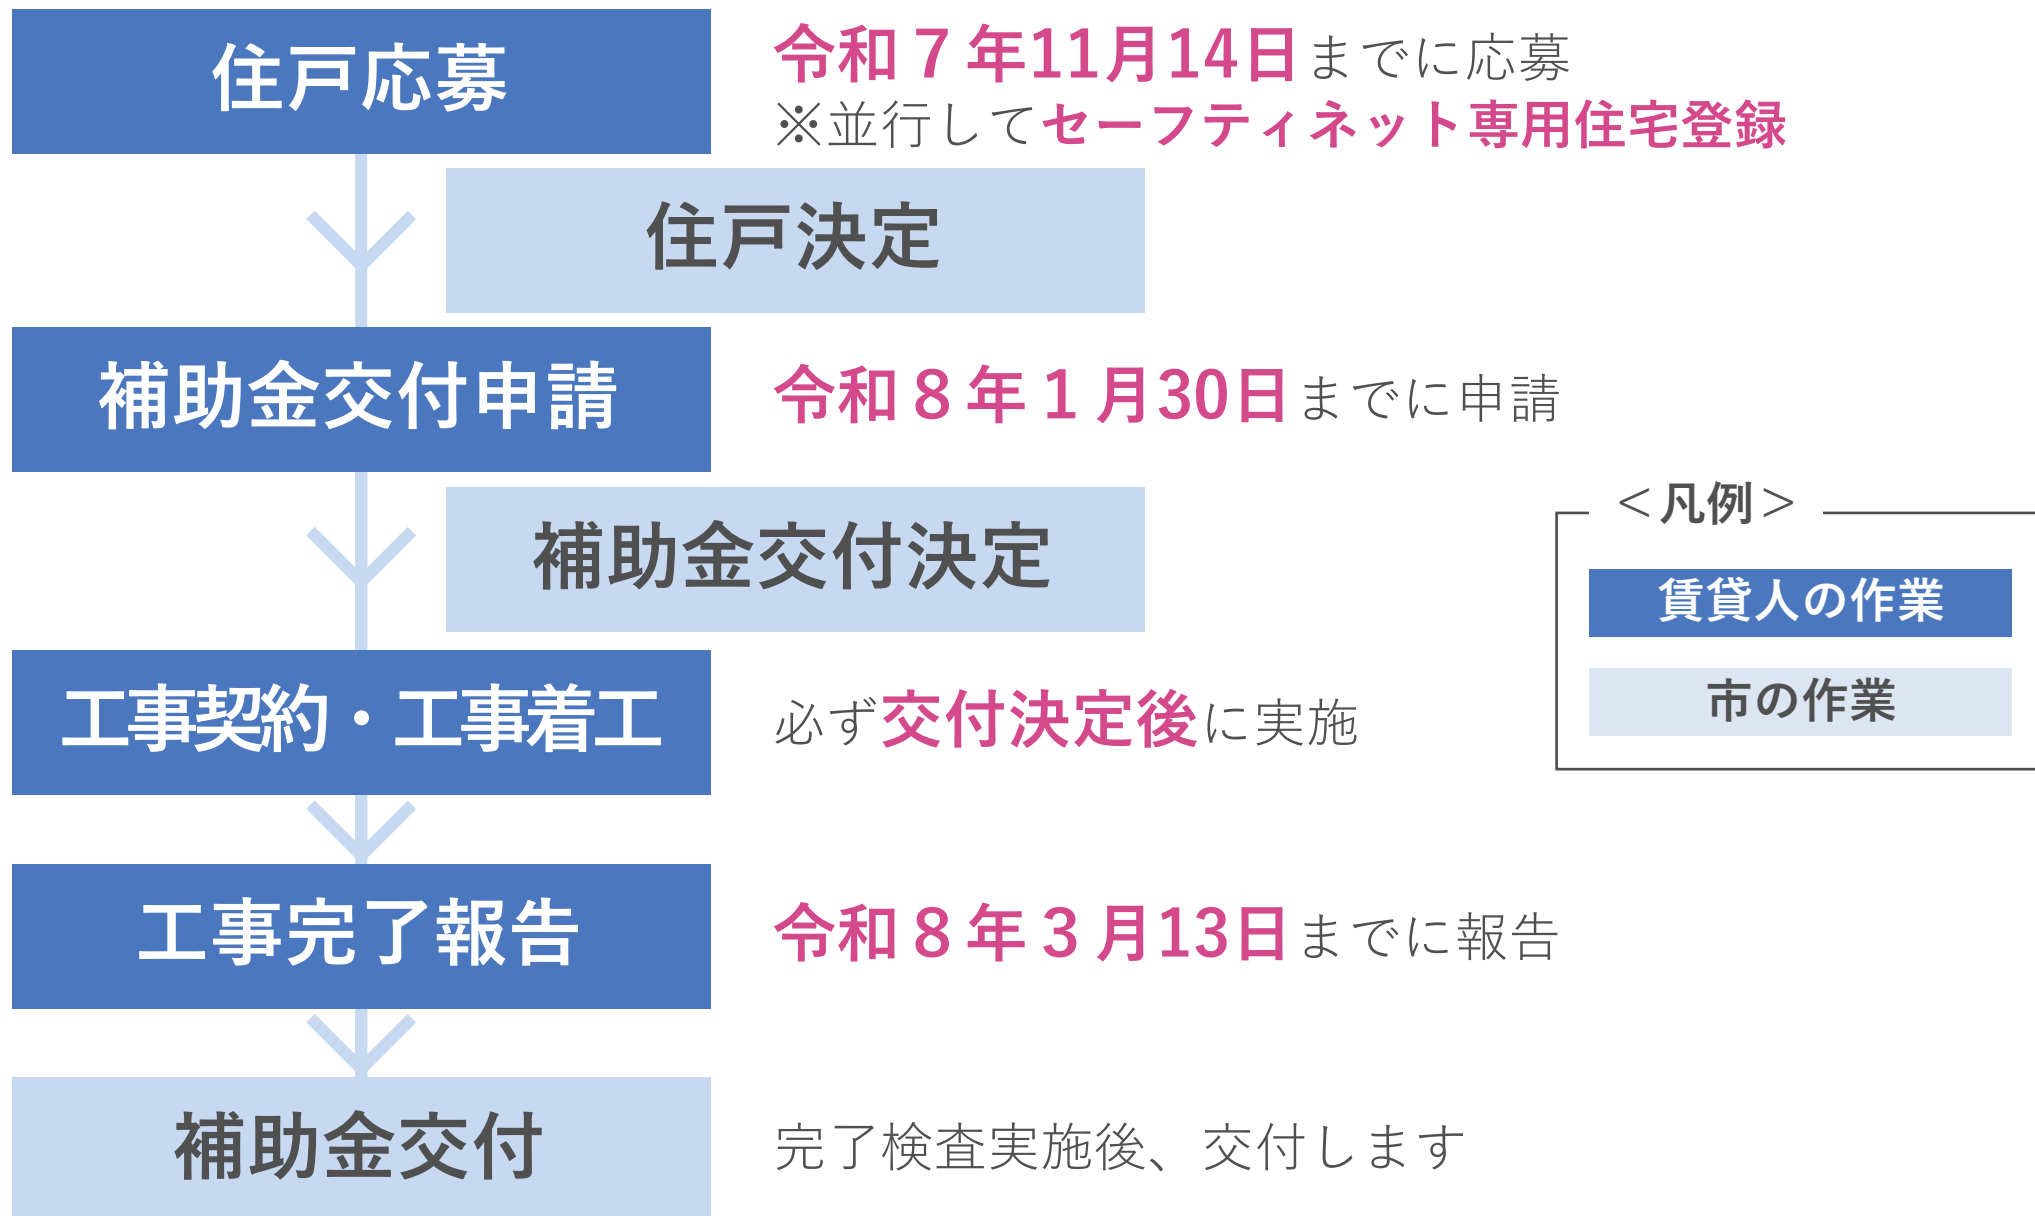 住戸応募
令和７年11月14日までに応募
※並行してセーフティネット専用住宅登録
住戸決定
補助金交付申請
令和８年１月30日までに申請
補助金交付決定
＜凡例＞
賃貸人の作業
市の作業
工事契約・工事着工
必ず交付決定後に実施
工事完了報告
令和８年３月13日までに報告
補助金交付
完了検査実施後、交付します